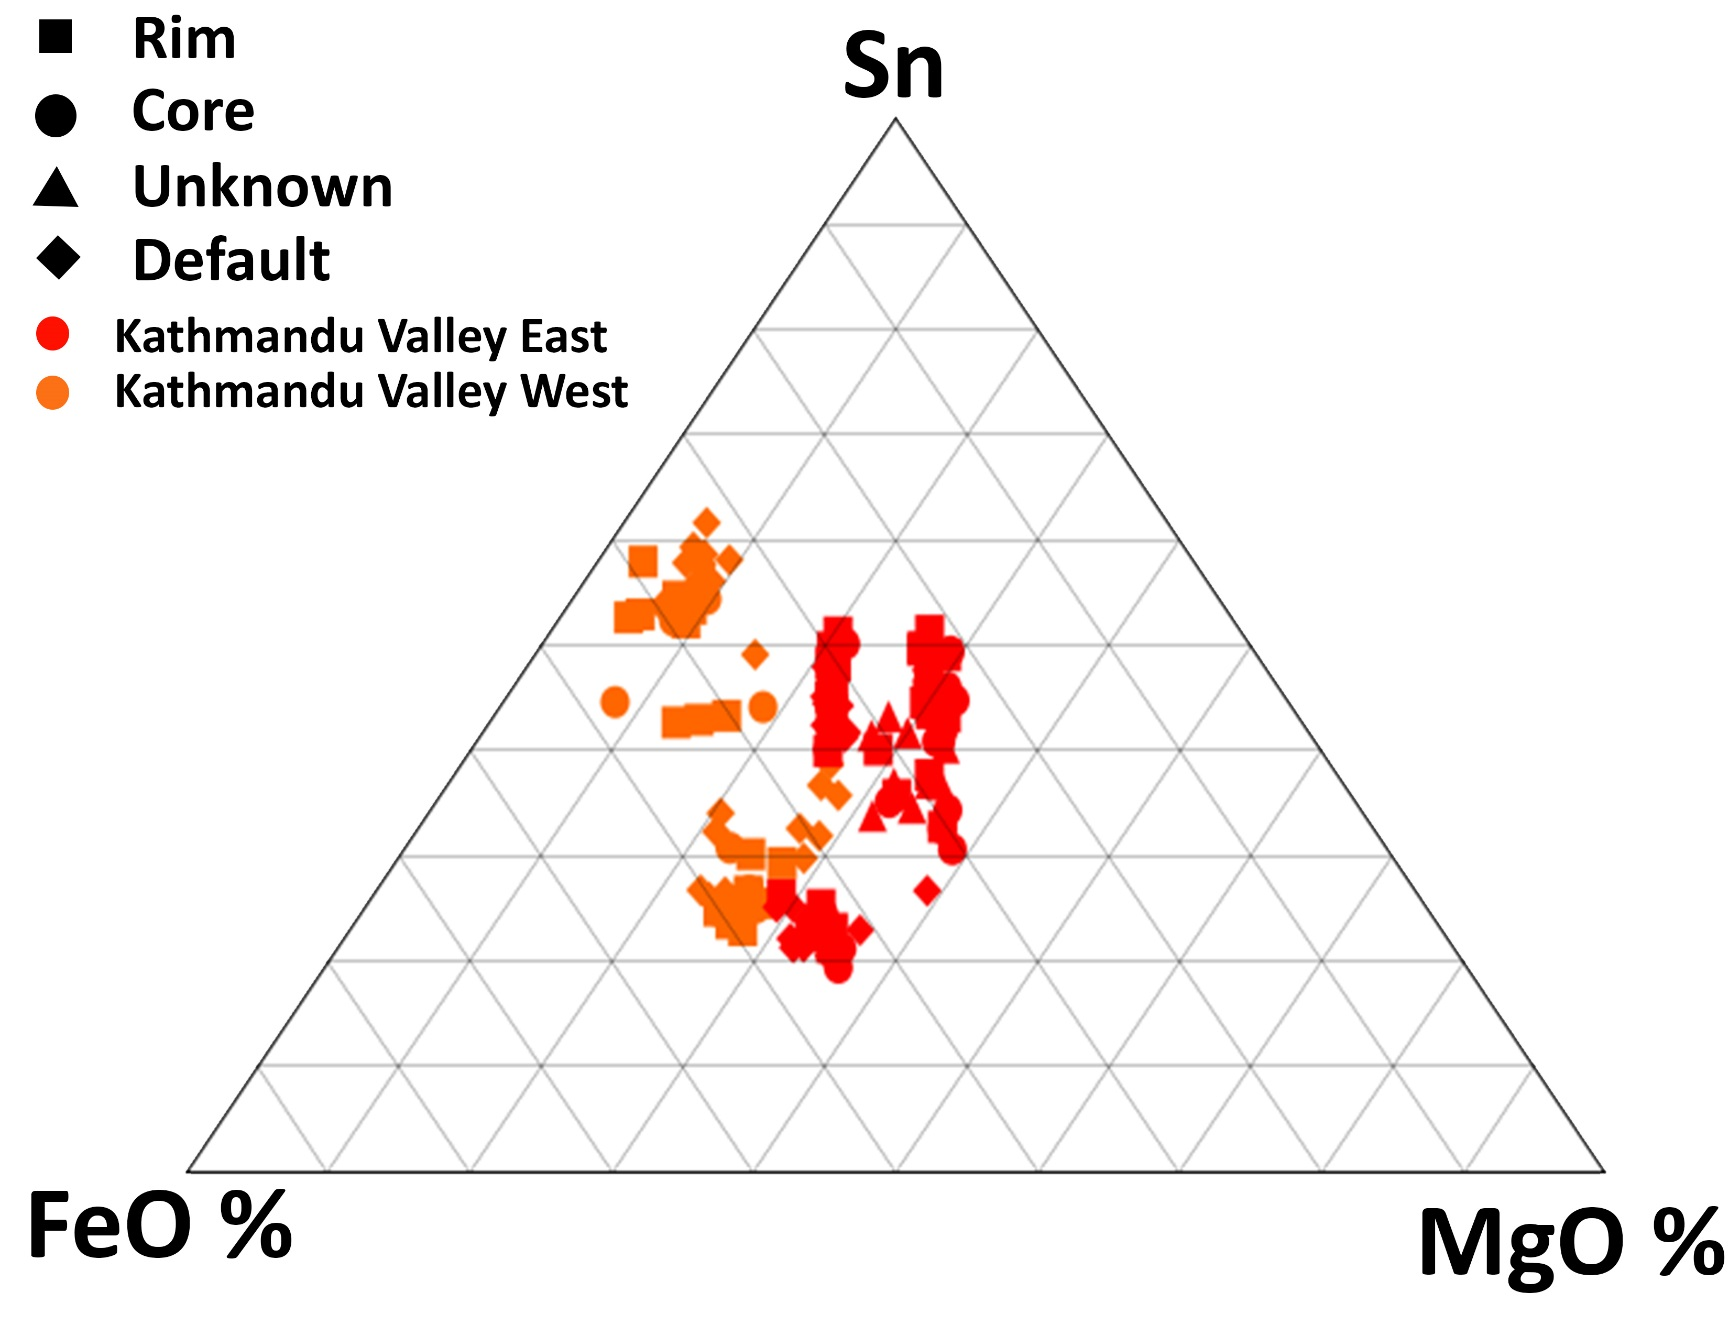 Rim
Core
Unknown
Default
Kathmandu Valley East
Kathmandu Valley West
Sn
FeO %
MgO %